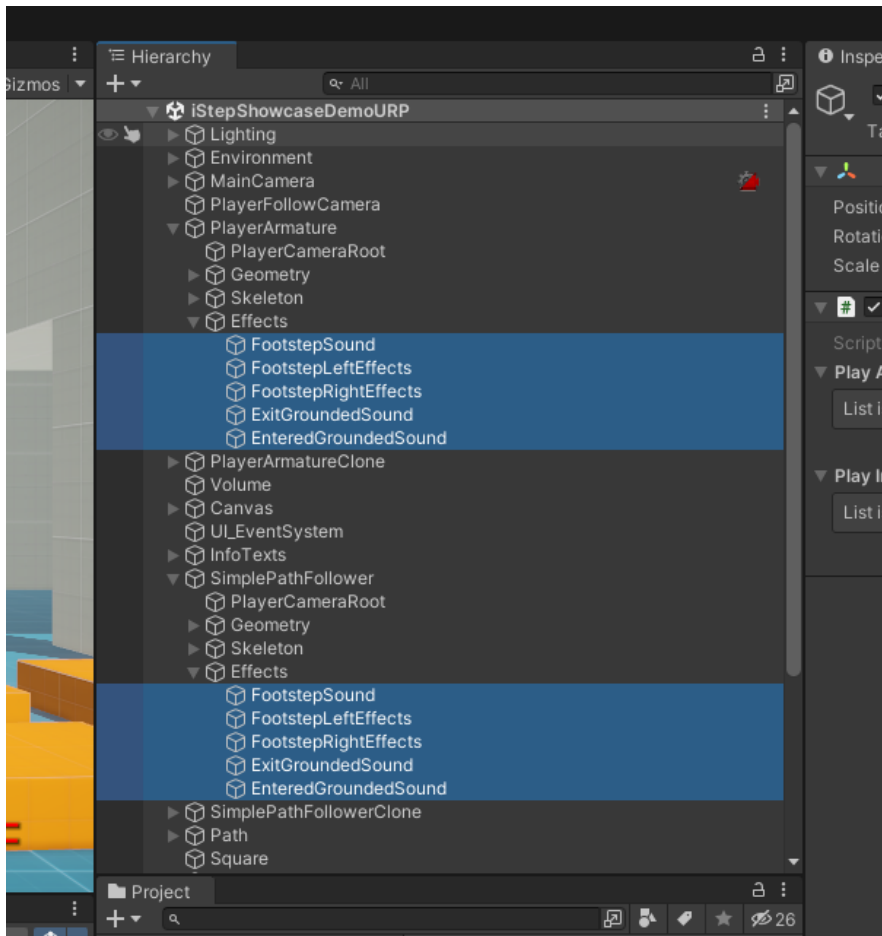 Gizmos
Hierarchy
All
iStepShowcaseDemoURP
Lighting
Environment
MainCamera
PlayerFollowCamera
PlayerArmature
PlayerCameraRoot
Geometry
Skeleton
Effects
FootstepSound
FootstepLeftEffects
FootstepRightEffects
ExitGroundedSound
EnteredGroundedSound
PlayerArmatureClone
Volume
Canvas
UI_EventSystem
InfoTexts
SimplePathFollower
PlayerCameraRoot
Geometry
Skeleton
Effects
FootstepSound
FootstepLeftEffects
FootstepRightEffects
ExitGroundedSound
EnteredGroundedSound
SimplePathFollowerClone
Path
Square
Project
26
Inspe
Ta
Positio
Rotati
Scale
#
Script
Play A
List i
Play I
List i